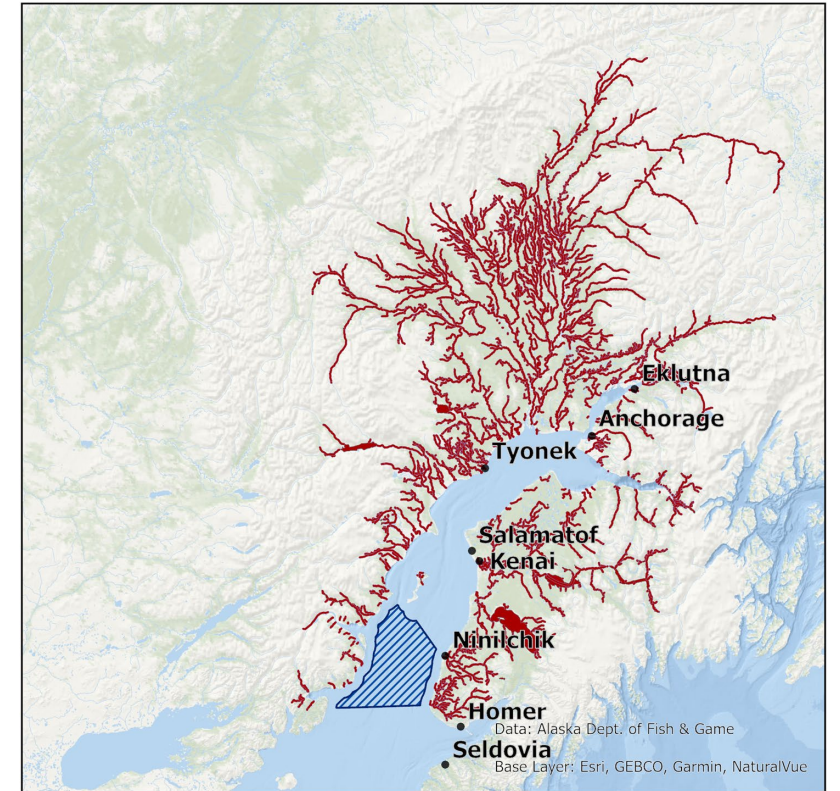 Eklutna
Anchorage
Tyonek
Salamatof
Kenai
Ninilchik
Homer
Data: Alaska Dept. of Fish & Game
Seldovia
Base Layer: Esri, GEBCO, Garmin, NaturalVue